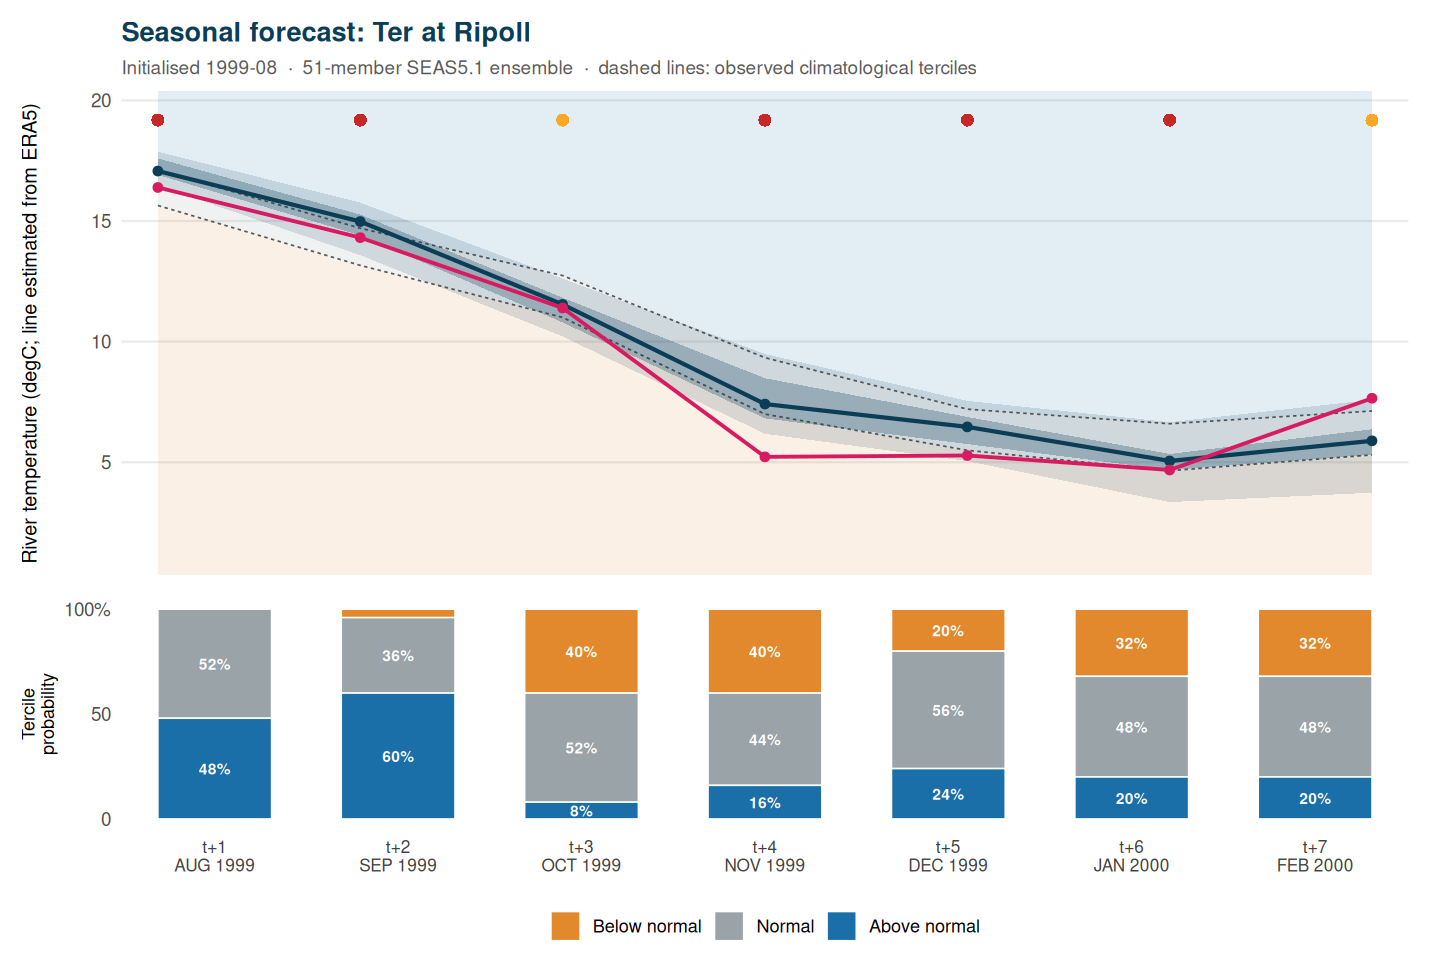 Seasonal forecast: Ter at Ripoll
Initialised 1999-08 · 51-member SEAS5.1 ensemble · dashed lines: observed climatological terciles
River temperature (degC; line estimated from ERA5)
20
15
10
5
Tercile
probability
100%
50
0
52%
48%
36%
60%
40%
52%
8%
40%
44%
16%
20%
56%
24%
32%
48%
20%
32%
48%
20%
t+1
AUG 1999
t+2
SEP 1999
t+3
OCT 1999
t+4
NOV 1999
t+5
DEC 1999
t+6
JAN 2000
t+7
FEB 2000
Below normal
Normal
Above normal